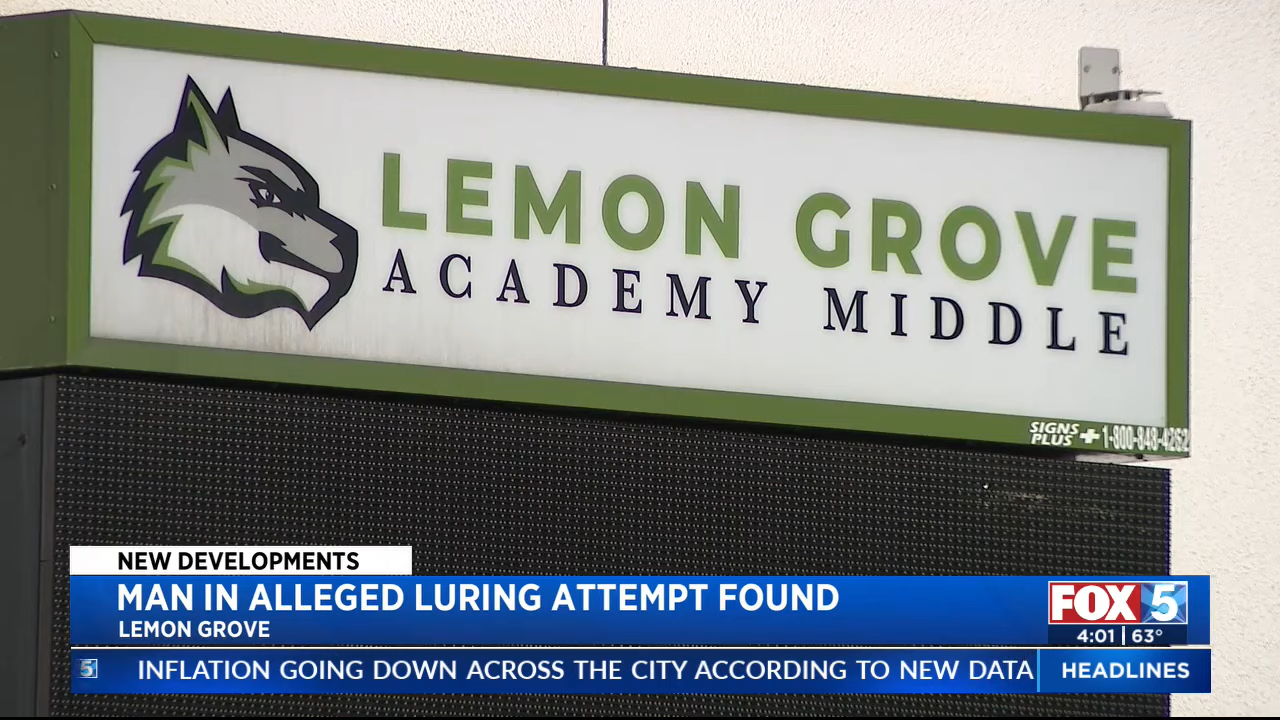 LEMON GROVE
ACADEMY MIDDLE
SIGNS
PLUS + 1-800-843-4262
NEW DEVELOPMENTS
MAN IN ALLEGED LURING ATTEMPT FOUND
LEMON GROVE
FOX 5
4:01 | 63°
5 INFLATION GOING DOWN ACROSS THE CITY ACCORDING TO NEW DATA
HEADLINES